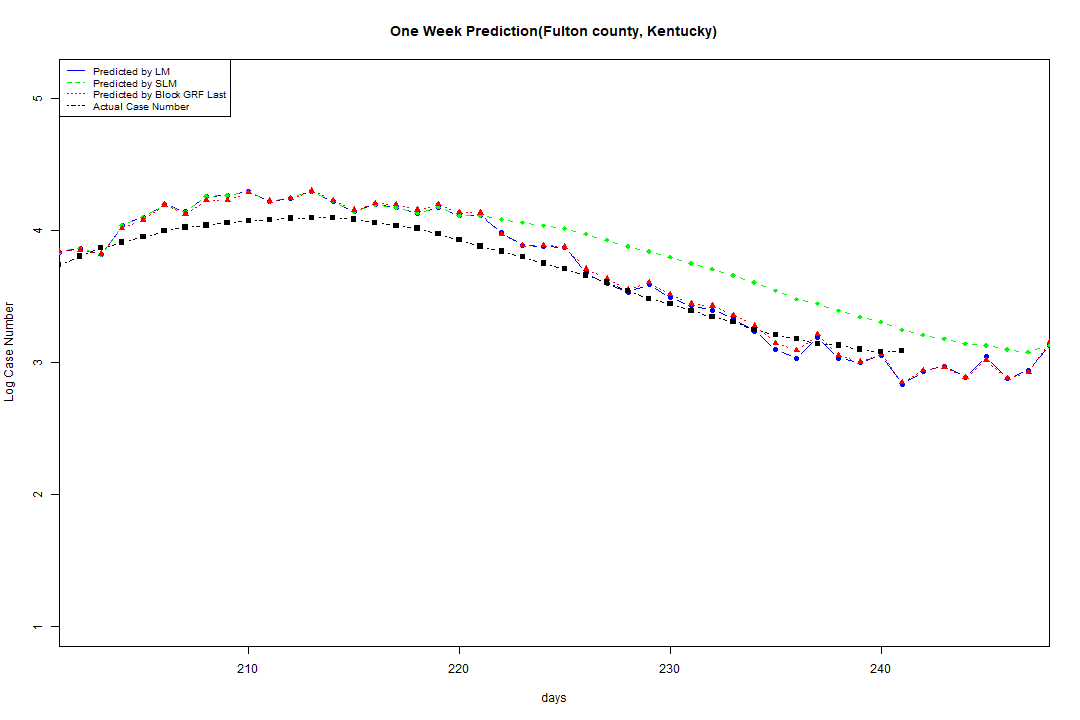 One Week Prediction(Fulton county, Kentucky)
Predicted by LM
Predicted by SLM
Predicted by Block GRF Last
Actual Case Number
5
4
3
2
1
Log Case Number
210 220 230 240
days